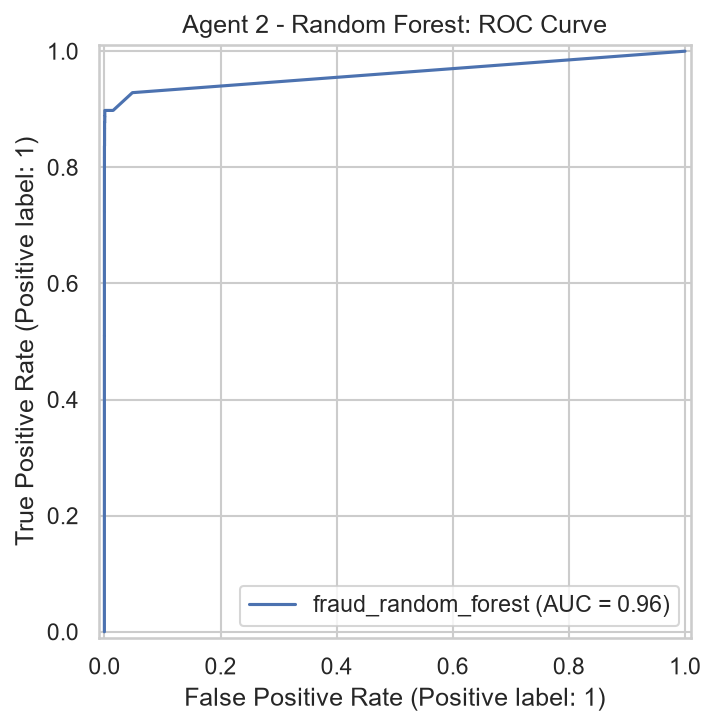 Agent 2 - Random Forest: ROC Curve
1.0
0.8
0.6
0.4
0.2
0.0
True Positive Rate (Positive label: 1)
fraud_random_forest (AUC = 0.96)
0.0 0.2 0.4 0.6 0.8 1.0
False Positive Rate (Positive label: 1)